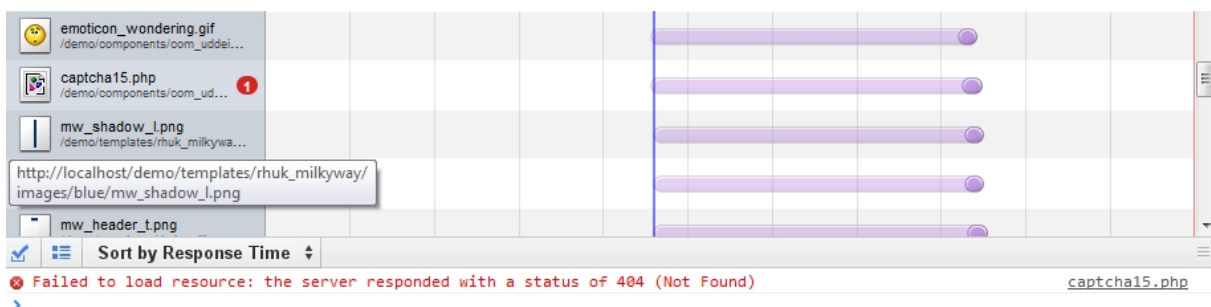 emoticon_wondering.gif
/demo/components/com_uddei...
captcha15.php
/demo/components/com_ud...
1
mw_shadow_l.png
/demo/templates/rhuk_milkywa...
http://localhost/demo/templates/rhuk_milkyway/
images/blue/mw_shadow_l.png
mw_header_t.png
Sort by Response Time
Failed to load resource: the server responded with a status of 404 (Not Found)
captcha15.php